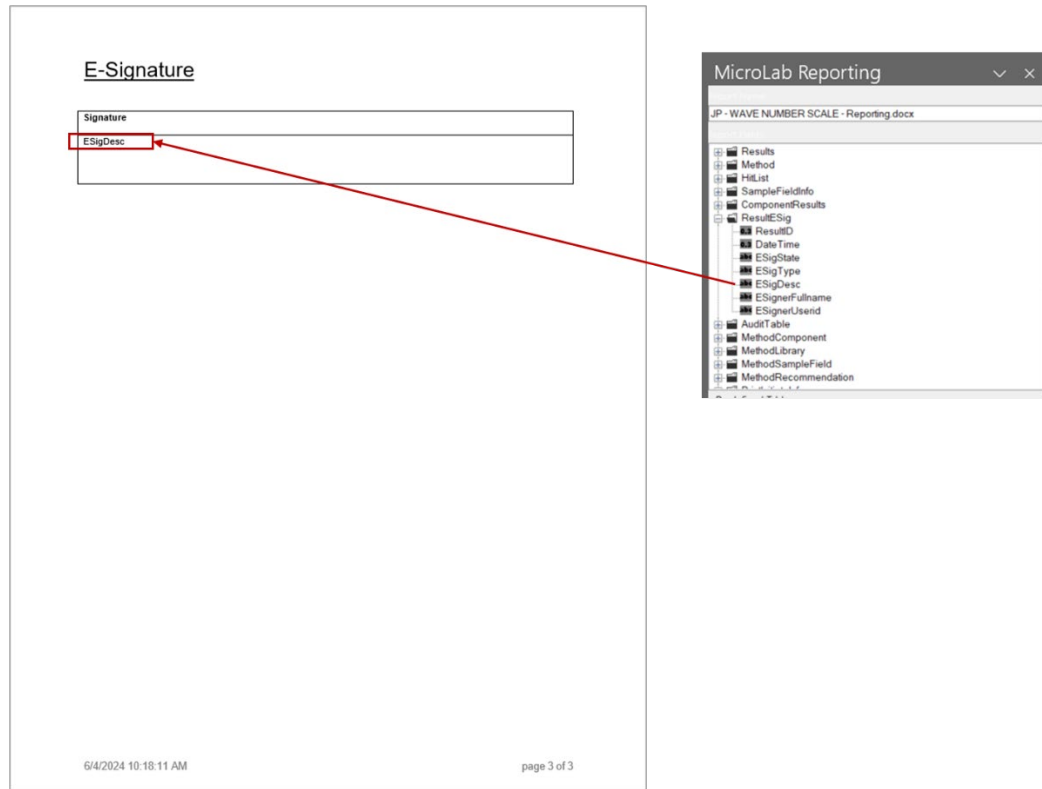 E-Signature
Signature
ESigDesc
6/4/2024 10:18:11 AM
page 3 of 3
MicroLab Reporting
JP - WAVE NUMBER SCALE - Reporting.docx
Results
Method
HitList
SampleFieldInfo
ComponentResults
ResultESig
ResultID
DateTime
ESigState
ESigType
ESigDesc
ESignerFullname
ESignerUserid
AuditTable
MethodComponent
MethodLibrary
MethodSampleField
MethodRecommendation